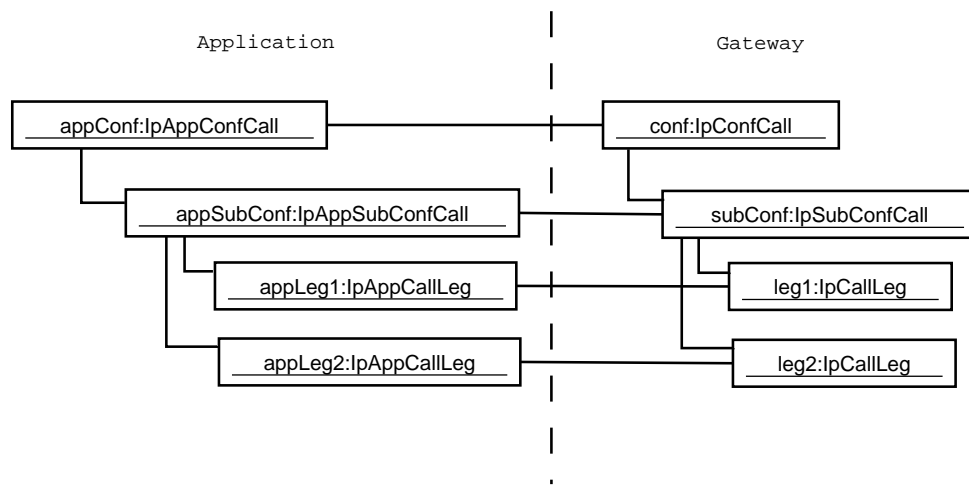 Application
Gateway
appConf:IpAppConfCall
conf:IpConfCall
appSubConf:IpAppSubConfCall
subConf:IpSubConfCall
appLeg1:IpAppCallLeg
leg1:IpCallLeg
appLeg2:IpAppCallLeg
leg2:IpCallLeg